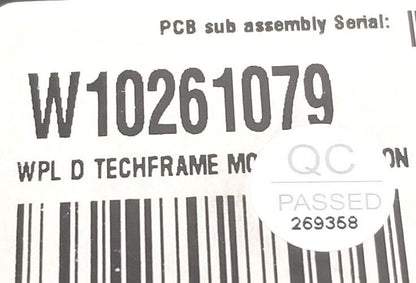 PCB sub assembly Serial:
W10261079
WPL D TECHFRAME
QC
PASSED
269358